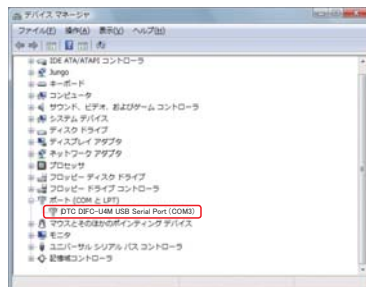 デバイス マネージャ
ファイル(F) 操作(A) 表示(V) ヘルプ(H)
IDE ATA/ATAPI コントローラ
Jungo
キーボード
コンピュータ
サウンド、ビデオ、およびゲーム コントローラ
システム デバイス
ディスク ドライブ
ディスプレイ アダプタ
ネットワーク アダプタ
プロセッサ
フロッピー ディスク ドライブ
フロッピー ドライブ コントローラ
ポート (COM と LPT)
DTC DIFC-U4M USB Serial Port (COM3)
マウスとそのほかのポインティング デバイス
モニタ
ユニバーサル シリアル バス コントローラ
記憶域コントローラ